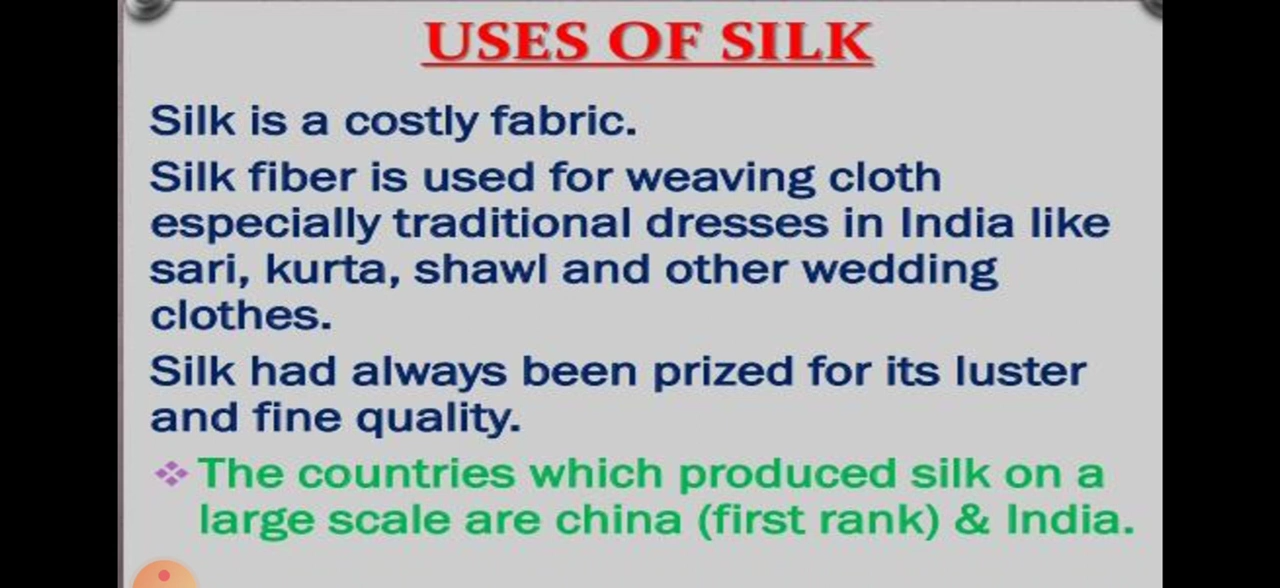 USES OF SILK
Silk is a costly fabric.
Silk fiber is used for weaving cloth
especially traditional dresses in India like
sari, kurta, shawl and other wedding
clothes.
Silk had always been prized for its luster
and fine quality.
The countries which produced silk on a
large scale are china (first rank) & India.